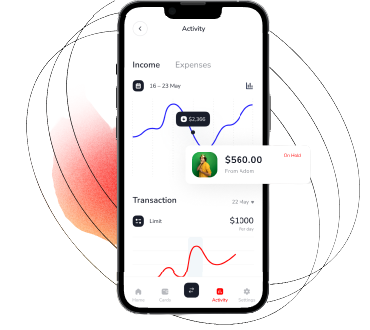 Activity
Income Expenses
16 – 23 May
$2,366
$560.00
On Hold
From Adom
Transaction
22 May
Limit
$1000
Per day
Home Cards Activity Settings